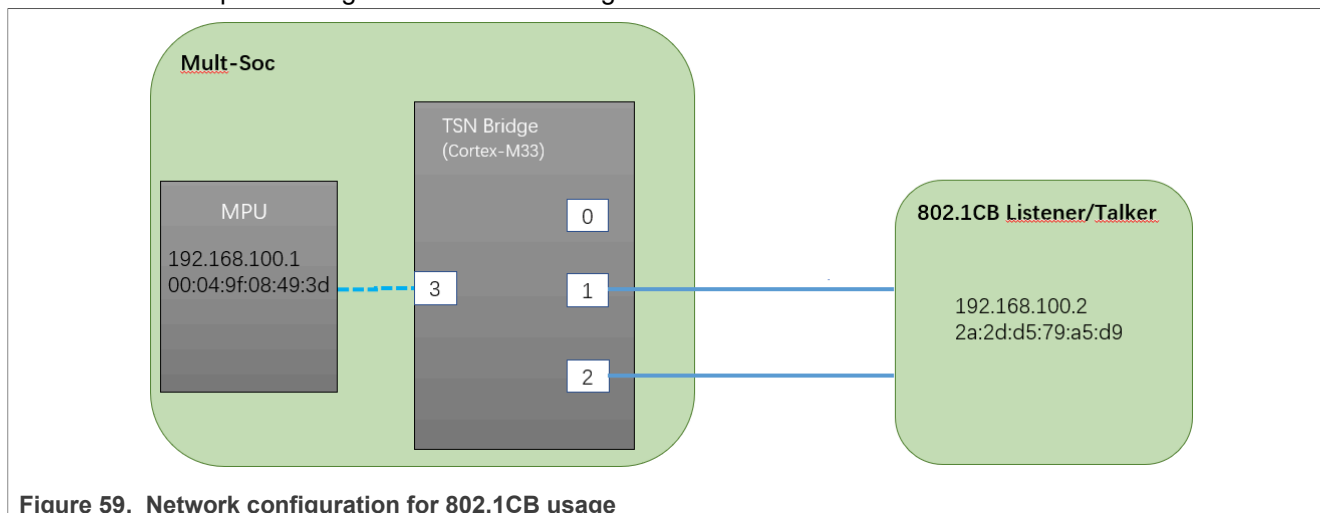 Mult-Soc
TSN Bridge
(Cortex-M33)
MPU
192.168.100.1
00:04:9f:08:49:3d
0
3
1
2
802.1CB Listener/Talker
192.168.100.2
2a:2d:d5:79:a5:d9
Figure 59. Network configuration for 802.1CB usage